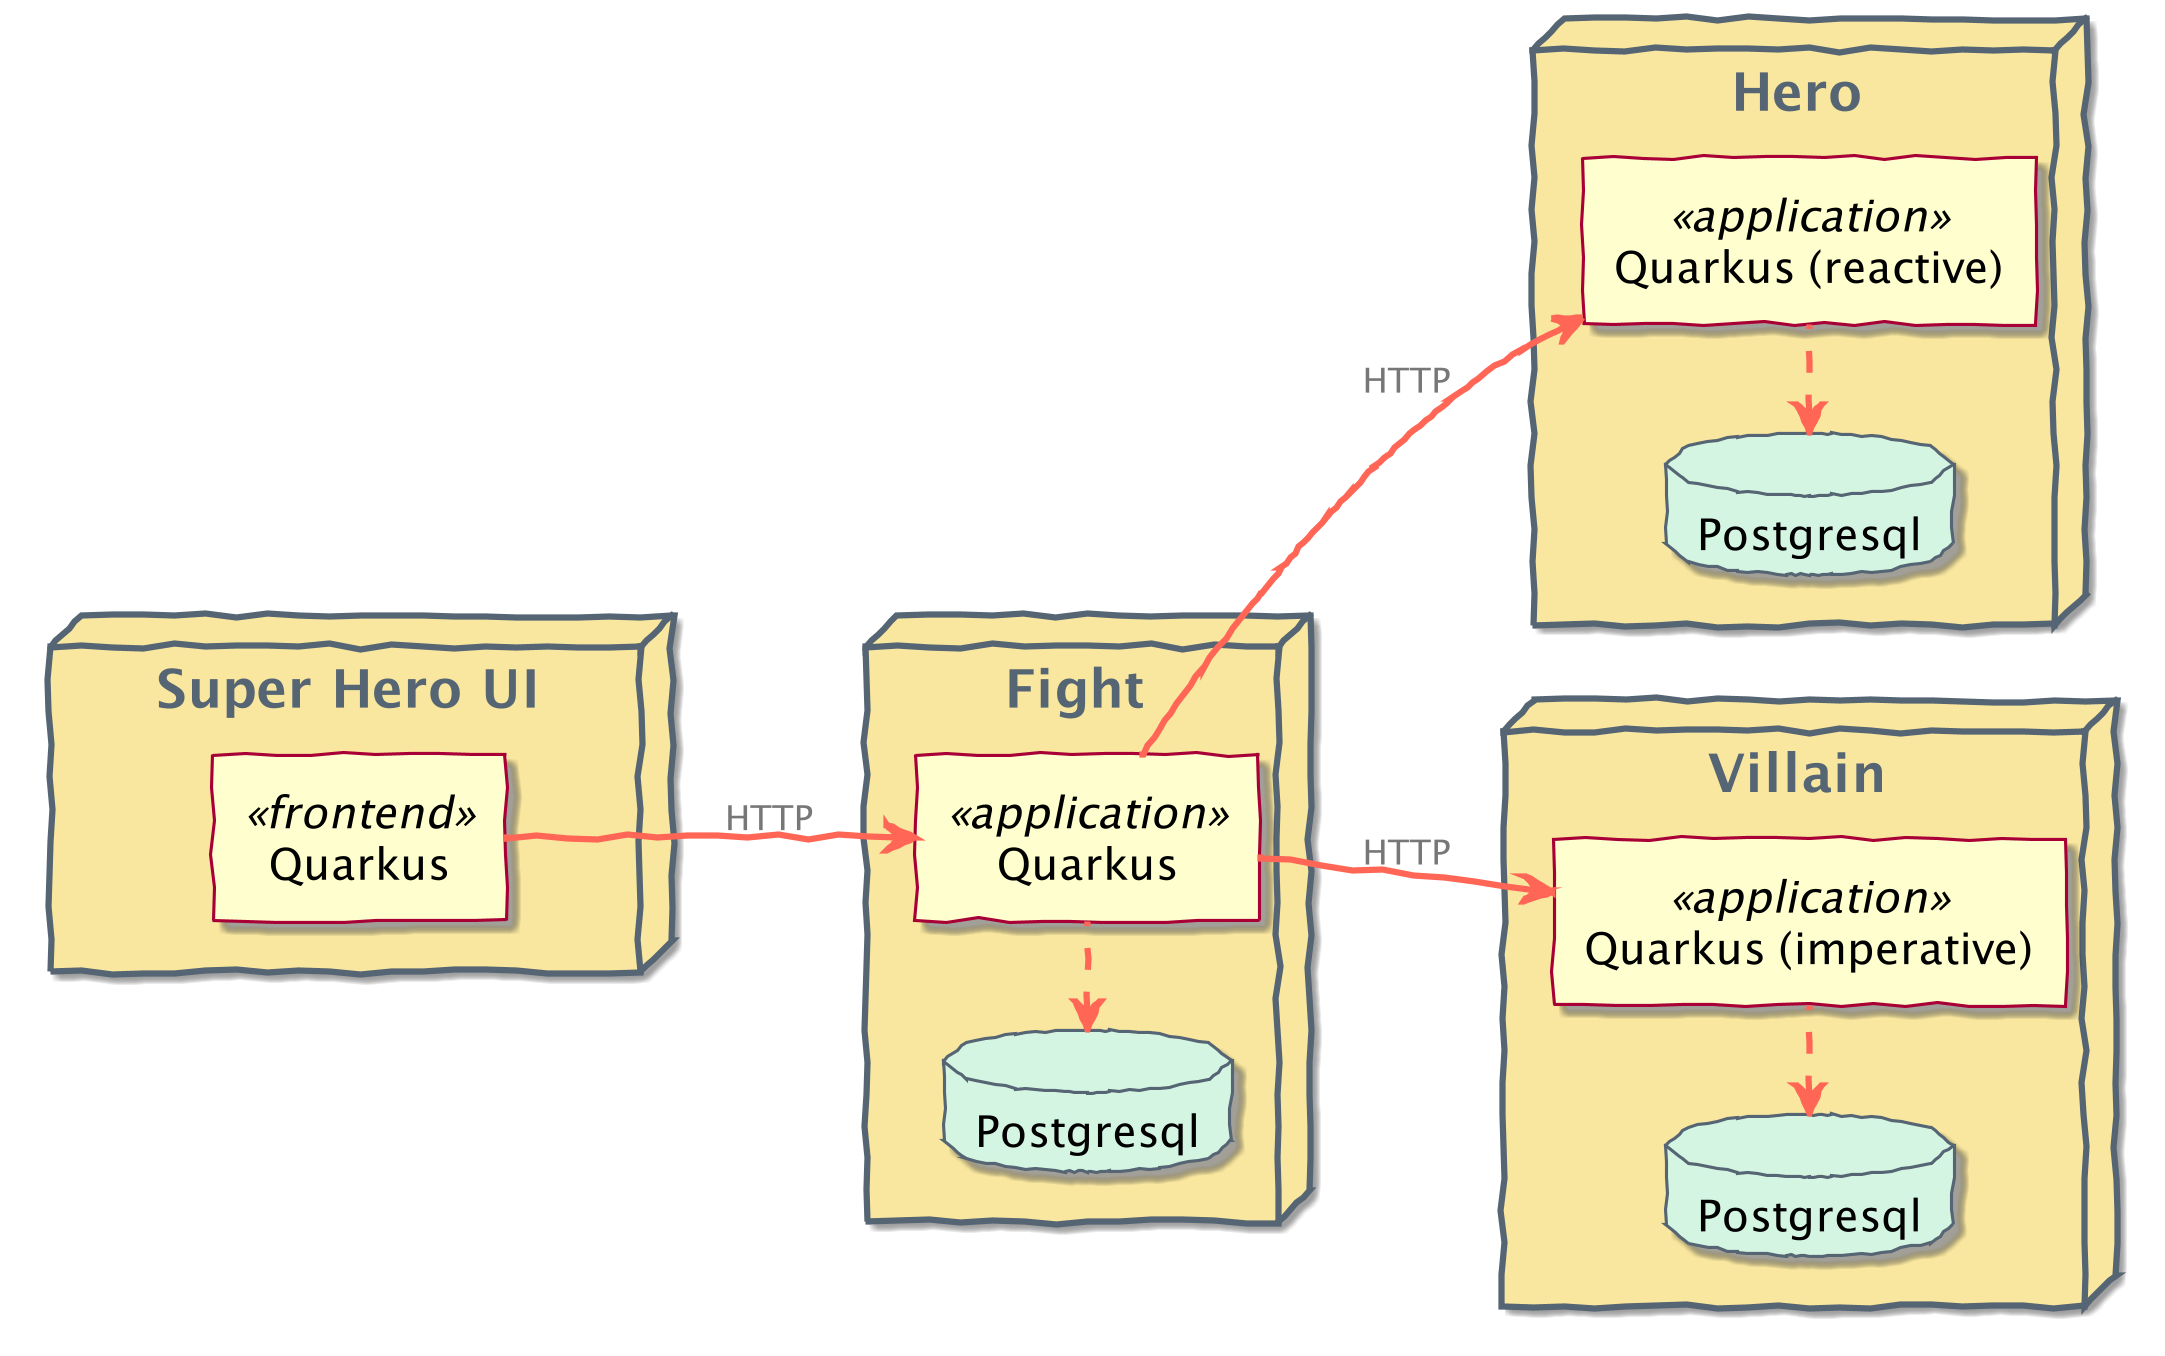 Hero
«application»
Quarkus (reactive)
HTTP
Postgresql
Super Hero UI
«frontend»
Quarkus
HTTP
Fight
«application»
Quarkus
Postgresql
HTTP
Villain
«application»
Quarkus (imperative)
Postgresql